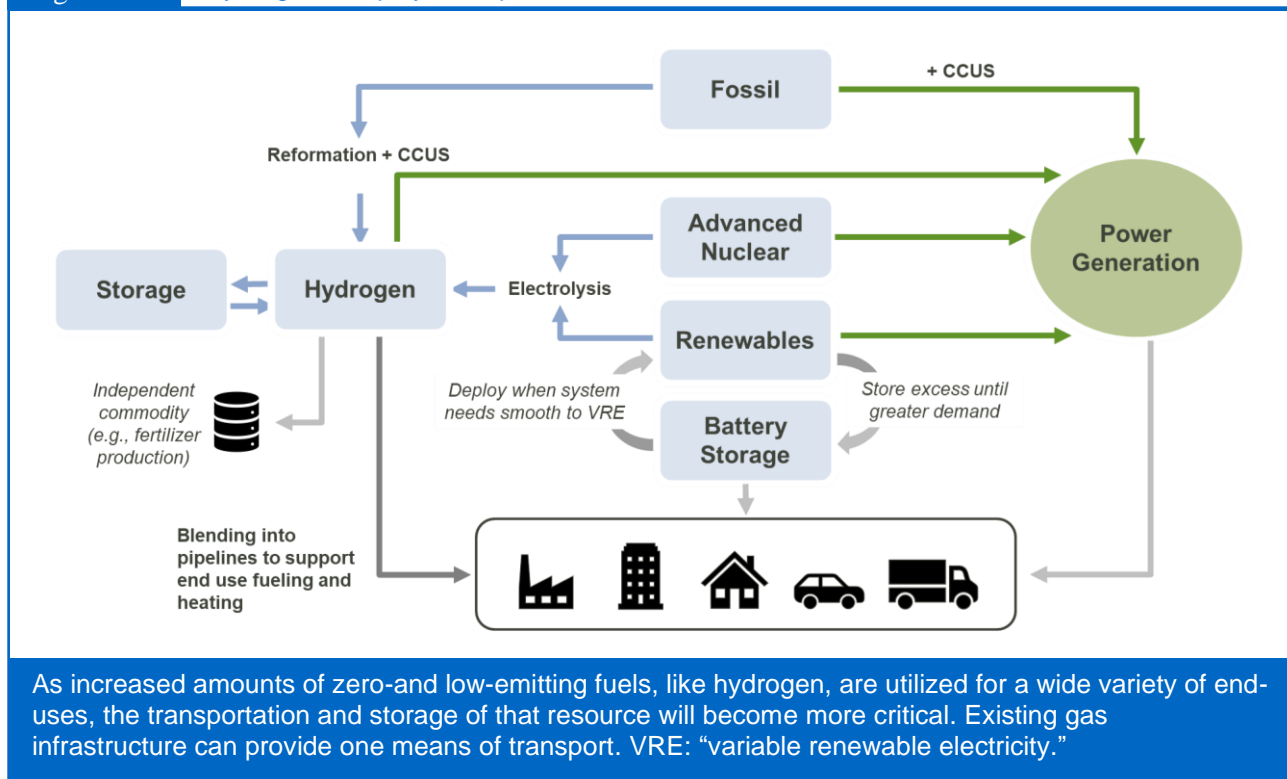 Fossil
+ CCUS
Reformation + CCUS
Advanced
Nuclear
Power
Generation
Storage
Hydrogen
Electrolysis
Renewables
Independent
commodity
(e.g., fertilizer
production)
Deploy when system
needs smooth to VRE
Store excess until
greater demand
Battery
Storage
Blending into
pipelines to support
end use fueling and
heating
As increased amounts of zero-and low-emitting fuels, like hydrogen, are utilized for a wide variety of end-
uses, the transportation and storage of that resource will become more critical. Existing gas
infrastructure can provide one means of transport. VRE: “variable renewable electricity.”